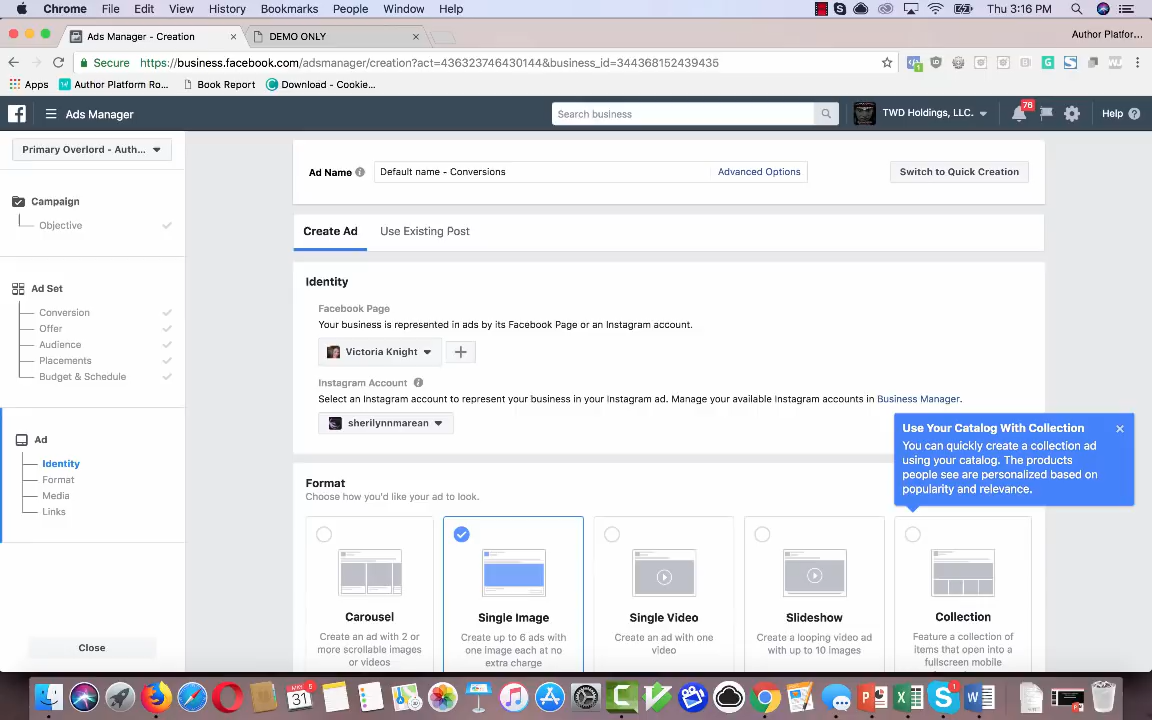 Chrome File Edit View History Bookmarks People Window Help Thu 3:16 PM
Ads Manager - Creation DEMO ONLY Author Platfor...
Secure https://business.facebook.com/adsmanager/creation?act=436323746430144&business_id=344368152439435
Apps Author Platform Ro... Book Report Download - Cookie...
Ads Manager Search business TWD Holdings, LLC. 76 Help
Primary Overlord - Auth...
Ad Name Default name - Conversions Advanced Options Switch to Quick Creation
Campaign
Objective
Create Ad Use Existing Post
Identity
Ad Set
Conversion
Offer
Audience
Placements
Budget & Schedule
Facebook Page
Your business is represented in ads by its Facebook Page or an Instagram account.
Victoria Knight
Instagram Account
Select an Instagram account to represent your business in your Instagram ad. Manage your available Instagram accounts in Business Manager.
sherilynnmarean
Use Your Catalog With Collection
You can quickly create a collection ad
using your catalog. The products
people see are personalized based on
popularity and relevance.
Ad
Identity
Format
Media
Links
Format
Choose how you'd like your ad to look.
Carousel
Create an ad with 2 or
more scrollable images
or videos
Single Image
Create up to 6 ads with
one image each at no
extra charge
Single Video
Create an ad with one
video
Slideshow
Create a looping video ad
with up to 10 images
Collection
Feature a collection of
items that open into a
fullscreen mobile
Close